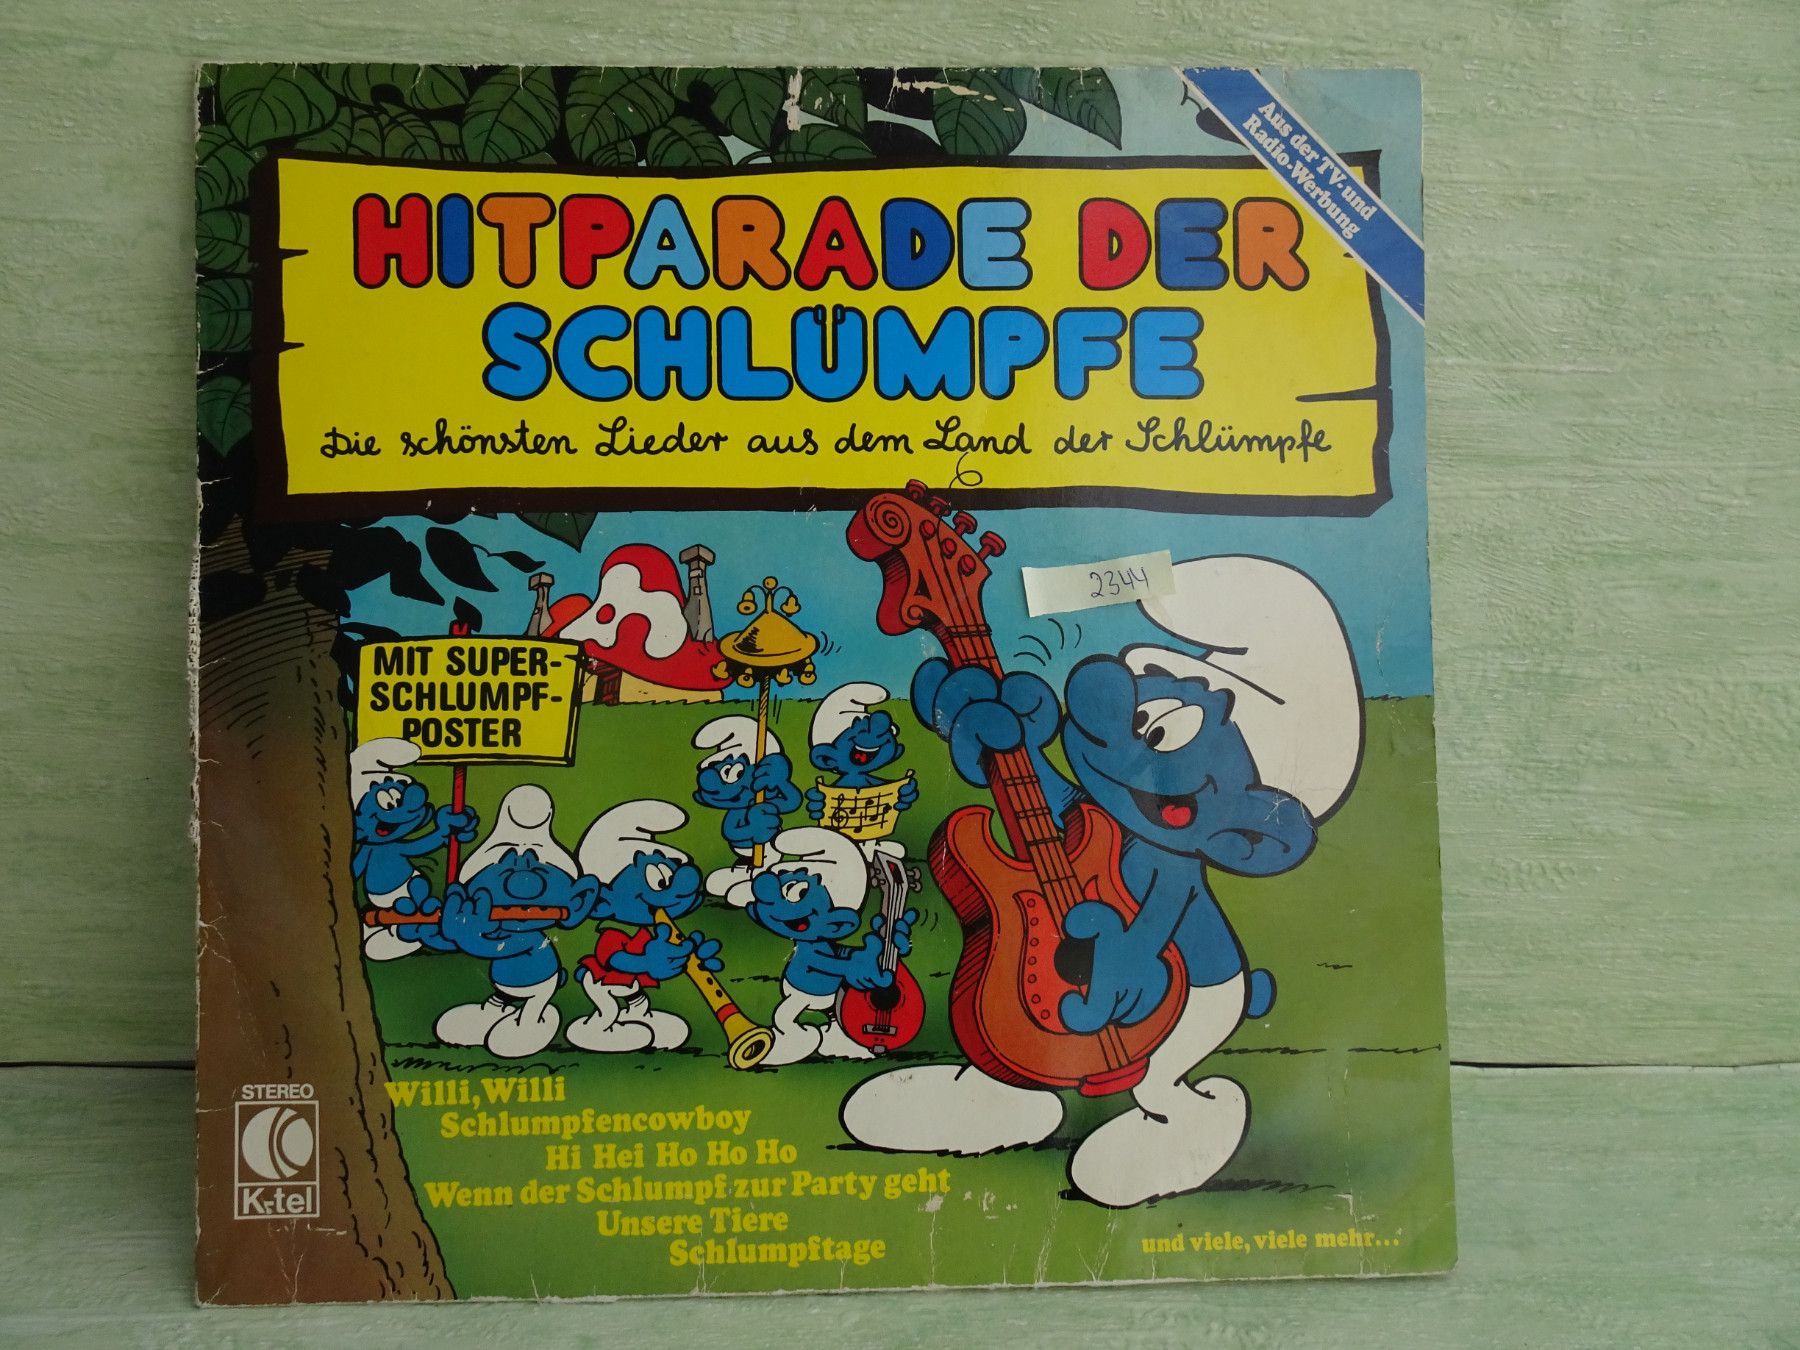 Aus der TV- und
Radio-Werbung
HITPARADE DER
SCHLÜMPFE
Die schönsten Lieder aus dem Land der Schlümpfe
2344
MIT SUPER-
SCHLUMPF-
POSTER
Willi, Willi
Schlumpfencowboy
Hi Hei Ho Ho Ho
Wenn der Schlumpf zur Party geht
Unsere Tiere
Schlumpftage
und viele, viele mehr...
STEREO
K-tel